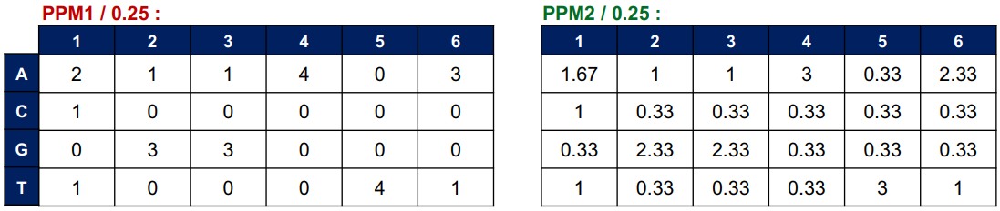 PPM1 / 0.25 : PPM2 / 0.25 :
1 2 3 4 5 6 1 2 3 4 5 6
A 2 1 1 4 0 3 1.67 1 1 3 0.33 2.33
C 1 0 0 0 0 0 1 0.33 0.33 0.33 0.33 0.33
G 0 3 3 0 0 0 0.33 2.33 2.33 0.33 0.33 0.33
T 1 0 0 0 4 1 1 0.33 0.33 0.33 3 1